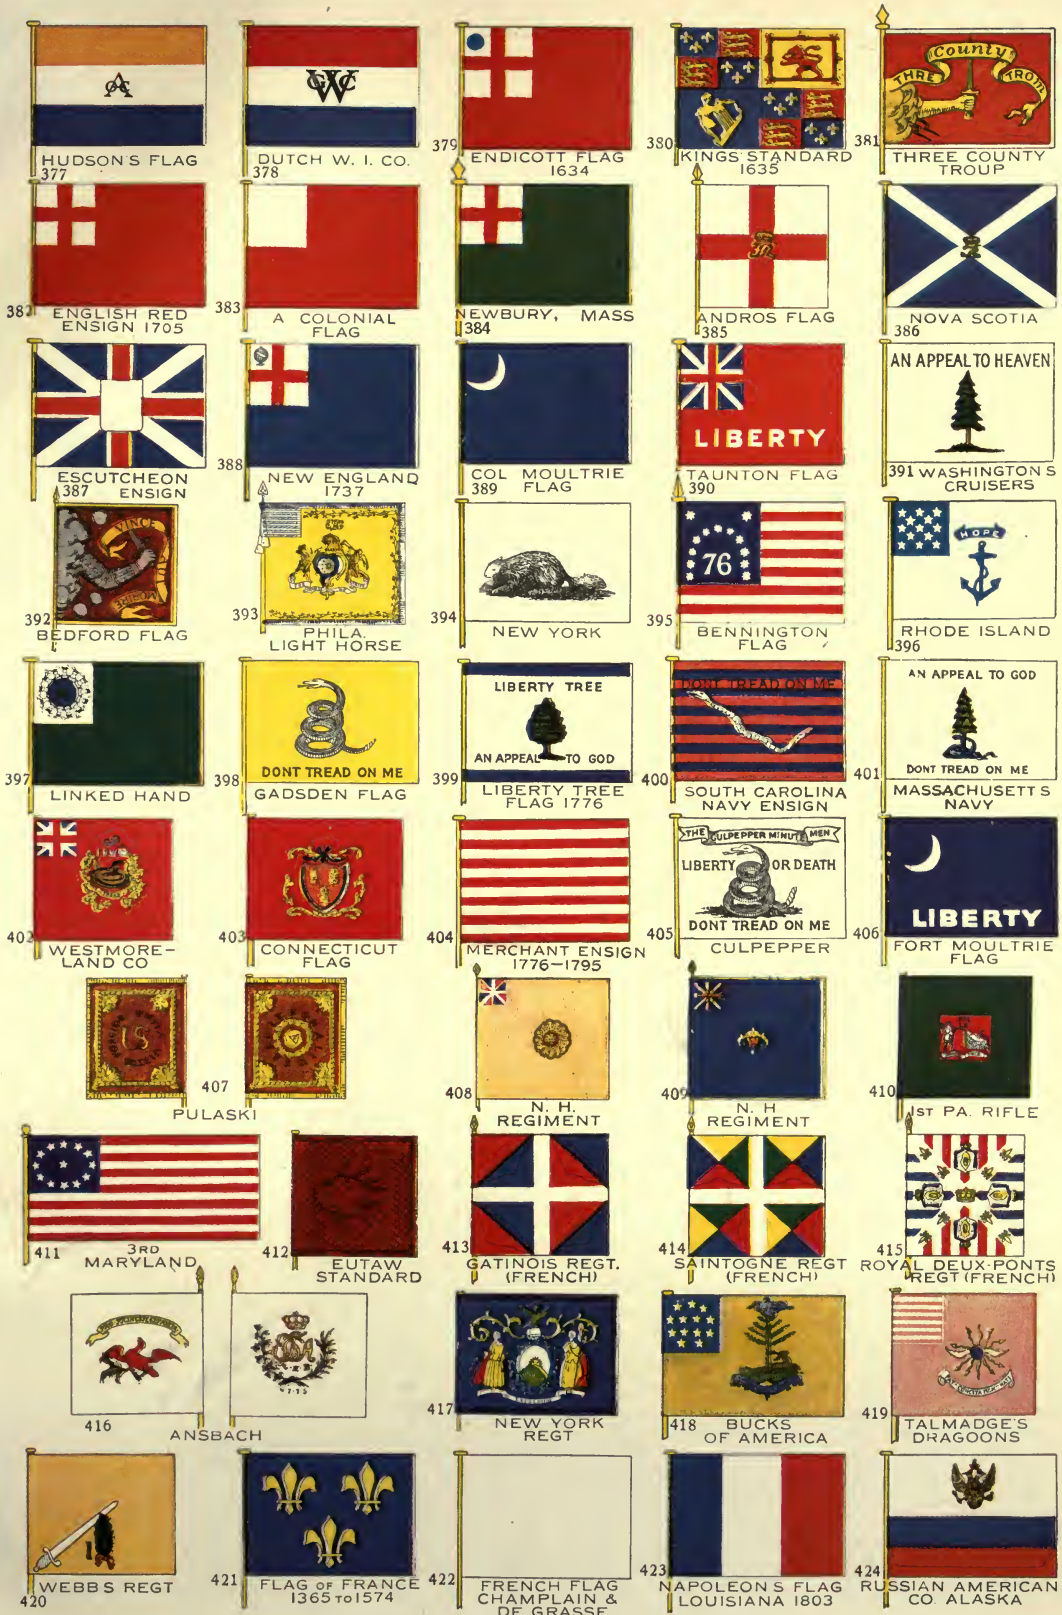 HUDSON'S FLAG
377
DUTCH W. I. CO.
378
379
ENDICOTT FLAG
1634
380
KINGS STANDARD
1635
THRE County TROM
381
THREE COUNTY
TROUP
382
ENGLISH RED
ENSIGN 1705
383
A COLONIAL
FLAG
NEWBURY, MASS
384
ANDROS FLAG
385
NOVA SCOTIA
386
ESCUTCHEON
387 ENSIGN
388
NEW ENGLAND
1737
COL MOULTRIE
389 FLAG
LIBERTY
TAUNTON FLAG
390
AN APPEAL TO HEAVEN
391 WASHINGTONS
CRUISERS
VINCE
MORIRE
392
BEDFORD FLAG
393
PHILA.
LIGHT HORSE
394
NEW YORK
76
395
BENNINGTON
FLAG
HOPE
RHODE ISLAND
396
397
LINKED HAND
DONT TREAD ON ME
398
GADSDEN FLAG
LIBERTY TREE
AN APPEAL TO GOD
399
LIBERTY TREE
FLAG 1776
DONT TREAD ON ME
400
SOUTH CAROLINA
NAVY ENSIGN
AN APPEAL TO GOD
DONT TREAD ON ME
401
MASSACHUSETTS
NAVY
402
WESTMORE-
LAND CO
403
CONNECTICUT
FLAG
404
MERCHANT ENSIGN
1776-1795
THE CULPEPPER MINUTE MEN
LIBERTY OR DEATH
DONT TREAD ON ME
405
CULPEPPER
LIBERTY
406
FORT MOULTRIE
FLAG
407
PULASKI
408
N. H.
REGIMENT
409
N. H
REGIMENT
410
1ST PA. RIFLE
411
3RD
MARYLAND
412
EUTAW
STANDARD
413
GATINOIS REGT.
(FRENCH)
414
SAINTOGNE REGT
(FRENCH)
415
ROYAL DEUX-PONTS
REGT (FRENCH)
416
ANSBACH
417
NEW YORK
REGT
418 BUCKS
OF AMERICA
419
TALMADGE'S
DRAGOONS
WEBBS REGT
420
421
FLAG OF FRANCE
1365 TO 1574
422
FRENCH FLAG
CHAMPLAIN &
DE GRASSE
423
NAPOLEONS FLAG
LOUISIANA 1803
424
RUSSIAN AMERICAN
CO. ALASKA